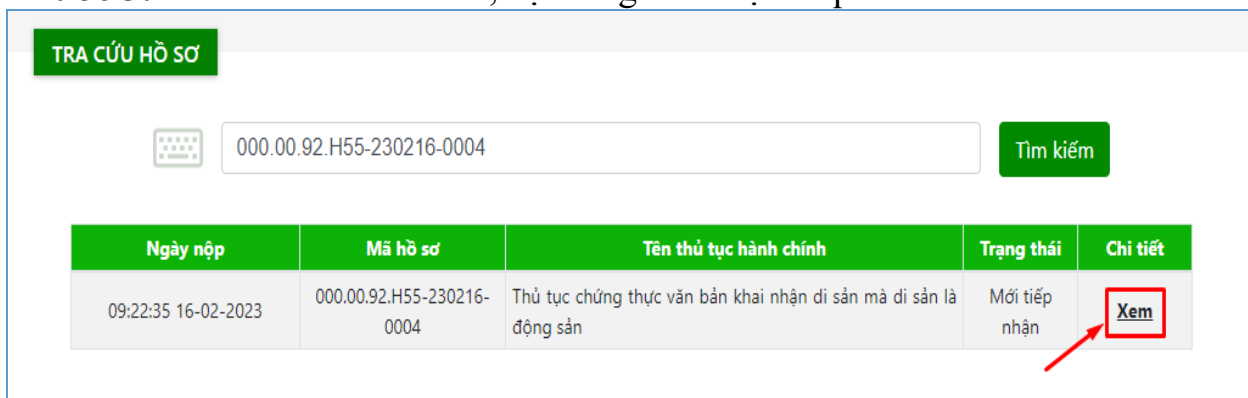 TRA CỨU HỒ SƠ
000.00.92.H55-230216-0004
Tìm kiếm
Ngày nộp Mã hồ sơ Tên thủ tục hành chính Trạng thái Chi tiết
09:22:35 16-02-2023
000.00.92.H55-230216-
0004
Thủ tục chứng thực văn bản khai nhận di sản mà di sản là
động sản
Mới tiếp
nhận
Xem